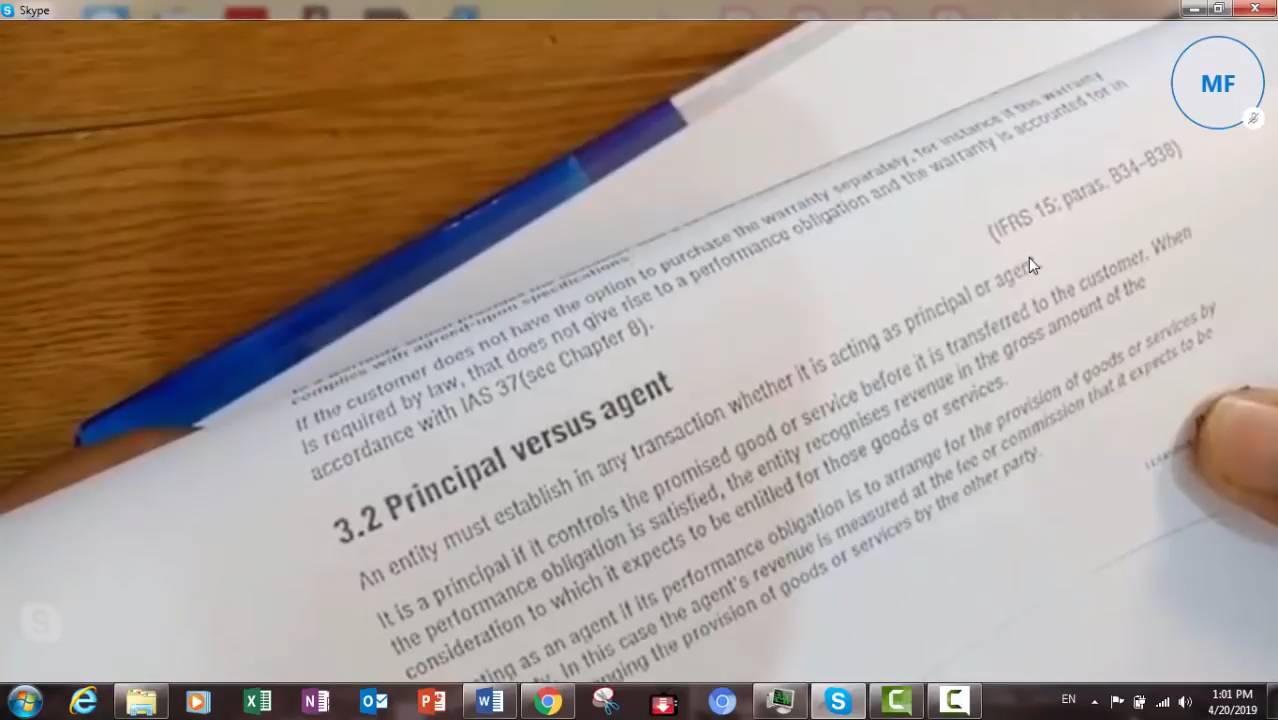 Skype
MF
complies with agreed-upon specifications.
If the customer does not have the option to purchase the warranty separately, for instance if the warranty
is required by law, that does not give rise to a performance obligation and the warranty is accounted for in
accordance with IAS 37(see Chapter 8).
3.2 Principal versus agent
(IFRS 15: paras. B34–B38)
An entity must establish in any transaction whether it is acting as principal or agent
It is a principal if it controls the promised good or service before it is transferred to the customer. When
the performance obligation is satisfied, the entity recognises revenue in the gross amount of the
consideration to which it expects to be entitled for those goods or services.
ting as an agent if its performance obligation is to arrange for the provision of goods or services by
ty. In this case the agent's revenue is measured at the fee or commission that it expects to be
anging the provision of goods or services by the other party.
EN
1:01 PM
4/20/2019